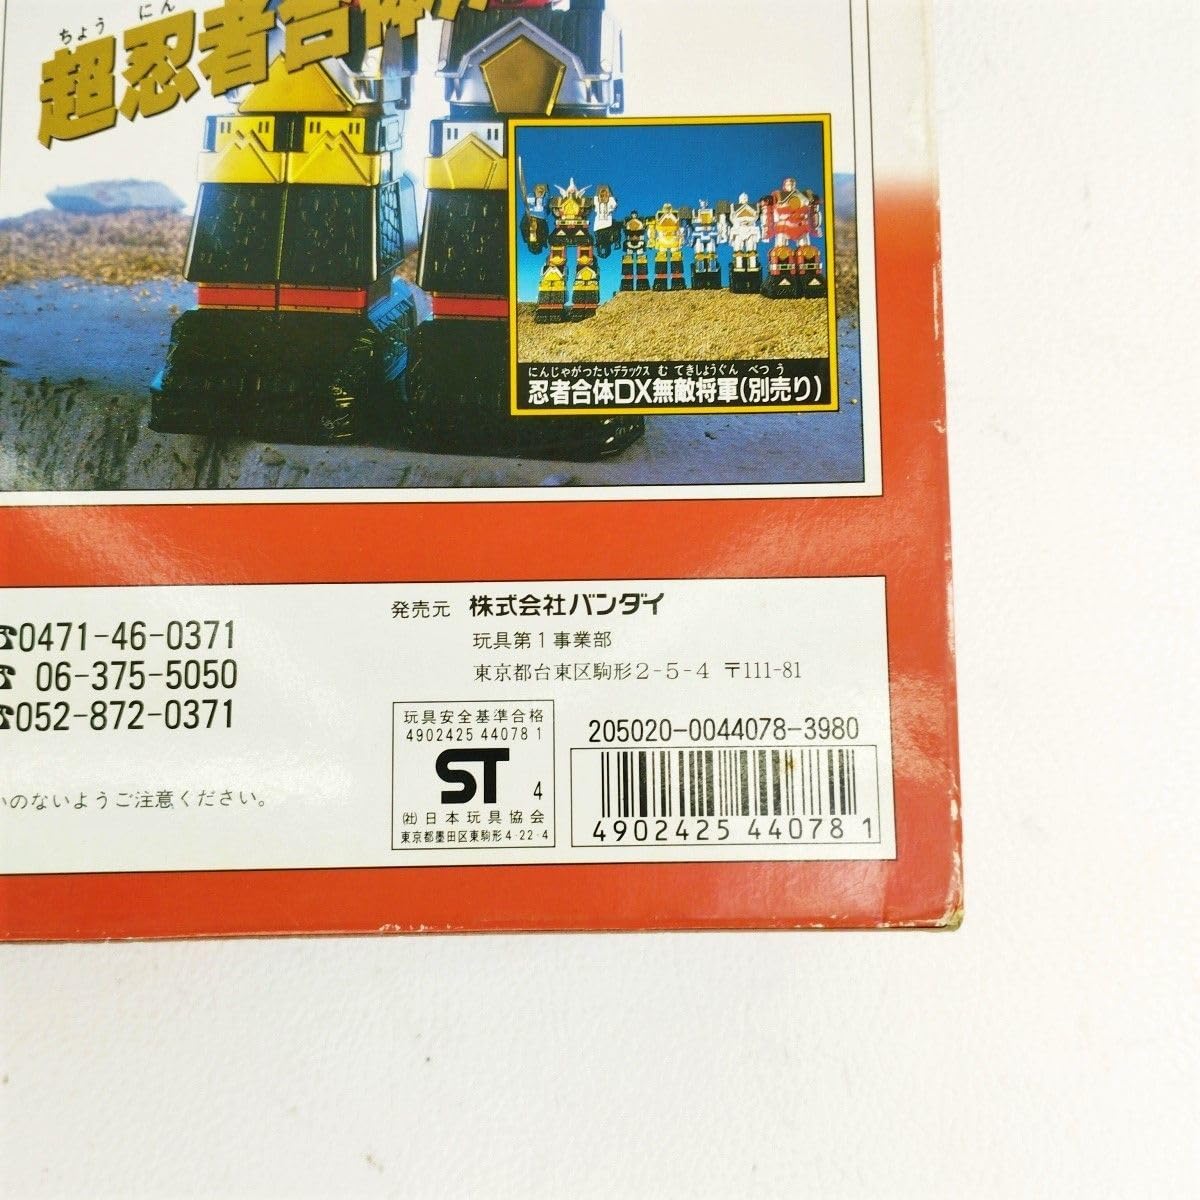 ちょう にん
超忍者合体
にんじゃがったいデラックス むてきしょうぐん べつう
忍者合体DX無敵将軍(別売り)
☎0471-46-0371
☎ 06-375-5050
☎052-872-0371
いのないようご注意ください。
発売元 株式会社バンダイ
玩具第1事業部
東京都台東区駒形2-5-4 〒111-81
玩具安全基準合格
4902425 44078 1
ST 4
(社)日本玩具協会
東京都墨田区東駒形4-22-4
205020-0044078-3980
4902425 44078 1